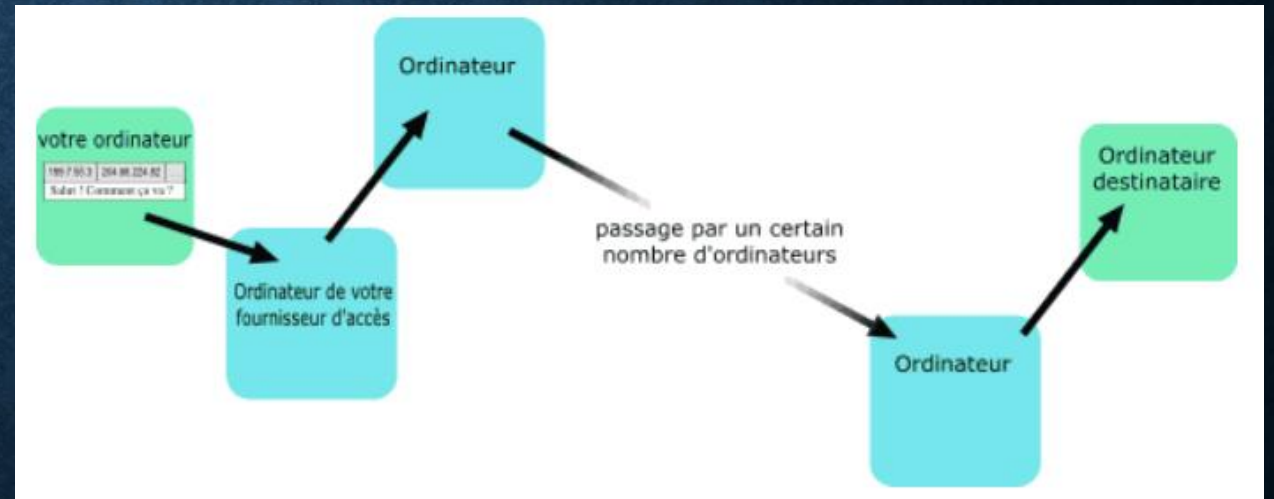 votre ordinateur
Salut ! Comment ça va ?
Ordinateur de votre
fournisseur d'accès
Ordinateur
passage par un certain
nombre d'ordinateurs
Ordinateur
Ordinateur
destinataire